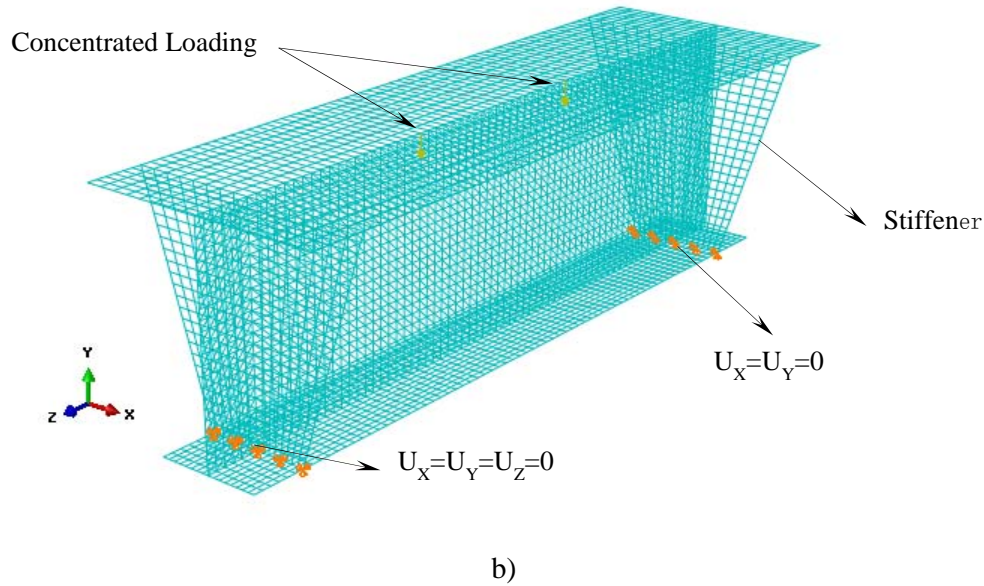 Concentrated Loading
Stiffener
U_X=U_Y=0
Y
Z
X
U_X=U_Y=U_Z=0
b)